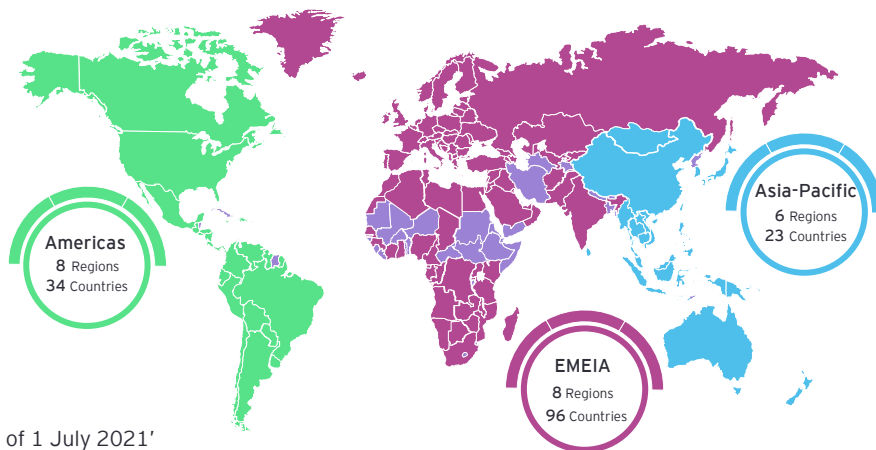 Americas
8 Regions
34 Countries
Asia-Pacific
6 Regions
23 Countries
EMEIA
8 Regions
96 Countries
of 1 July 2021’